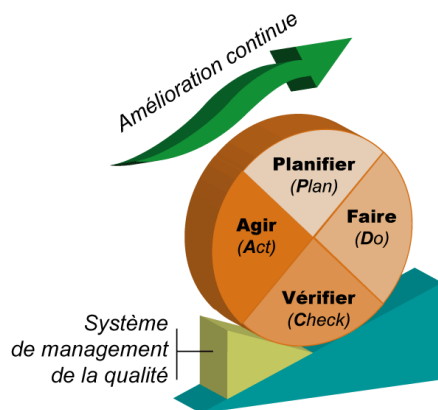 Amélioration continue
Planifier
(Plan)
Faire
(Do)
Agir
(Act)
Vérifier
(Check)
Système
de management
de la qualité